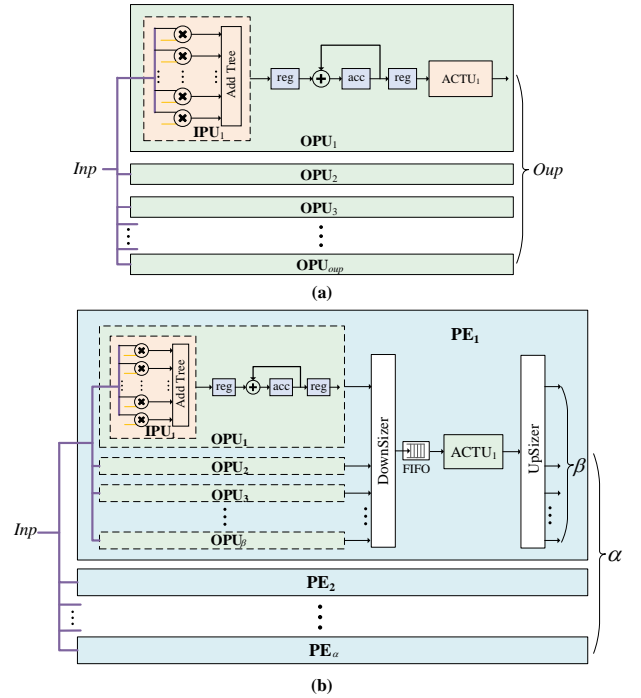 Add Tree
IPU1
reg
acc
reg
ACTU1
OPU1
Inp
OPU2
OPU3
OPUoup
Oup
(a)
PE1
Add Tree
IPU1
reg
acc
reg
OPU1
OPU2
OPU3
OPUβ
DownSizer
FIFO
ACTU1
UpSizer
β
Inp
α
PE2
PEα
(b)